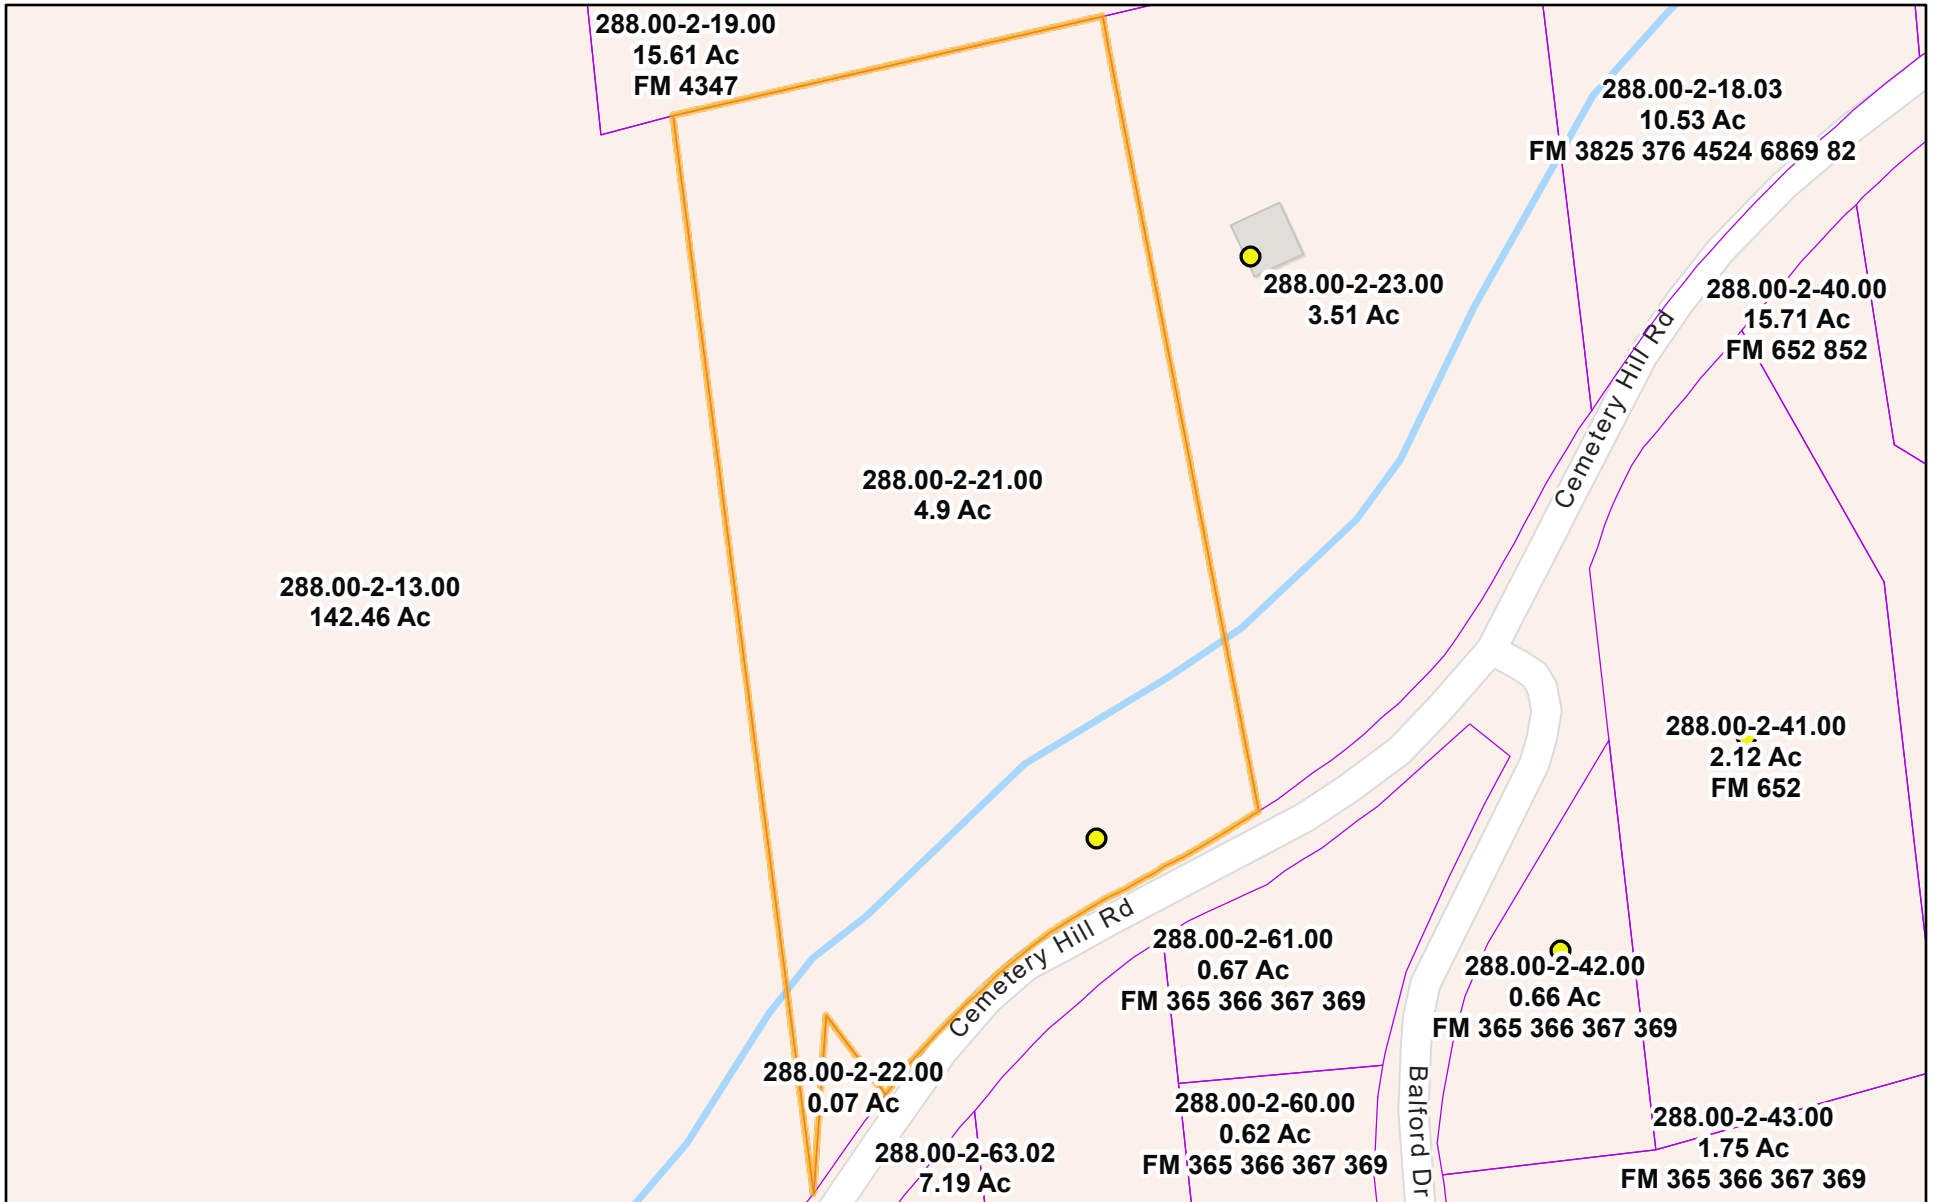 288.00-2-19.00
15.61 Ac
FM 4347
288.00-2-18.03
10.53 Ac
FM 3825 376 4524 6869 82
288.00-2-23.00
3.51 Ac
288.00-2-40.00
15.71 Ac
FM 652 852
Cemetery Hill Rd
288.00-2-21.00
4.9 Ac
288.00-2-13.00
142.46 Ac
288.00-2-41.00
2.12 Ac
FM 652
Cemetery Hill Rd
288.00-2-61.00
0.67 Ac
FM 365 366 367 369
288.00-2-42.00
0.66 Ac
FM 365 366 367 369
288.00-2-22.00
0.07 Ac
288.00-2-60.00
0.62 Ac
FM 365 366 367 369
Balford Dr
288.00-2-43.00
1.75 Ac
FM 365 366 367 369
288.00-2-63.02
7.19 Ac